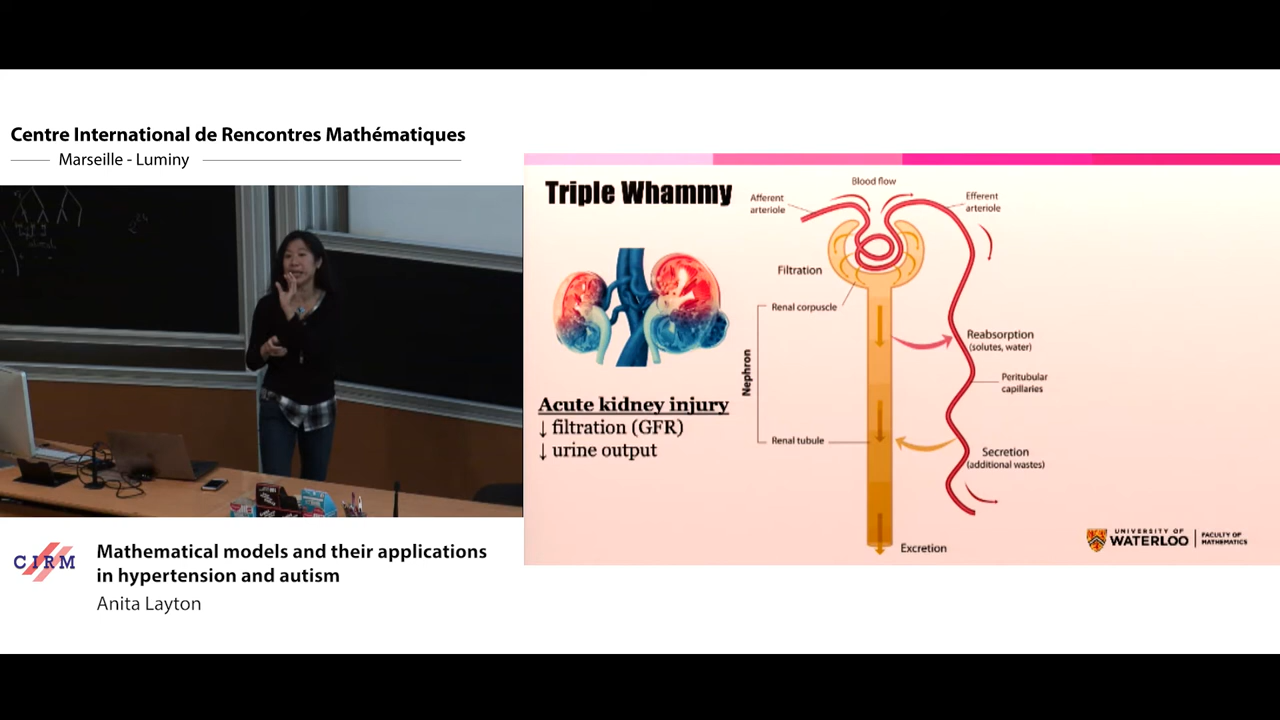 Centre International de Rencontres Mathématiques
Marseille - Luminy
Triple Whammy
Blood flow
Afferent
arteriole
Efferent
arteriole
Filtration
Renal corpuscle
Reabsorption
(solutes, water)
Nephron
Peritubular
capillaries
Acute kidney injury
↓ filtration (GFR)
↓ urine output
Renal tubule
Secretion
(additional wastes)
Excretion
UNIVERSITY OF
WATERLOO
FACULTY OF
MATHEMATICS
CIRM
Mathematical models and their applications
in hypertension and autism
Anita Layton